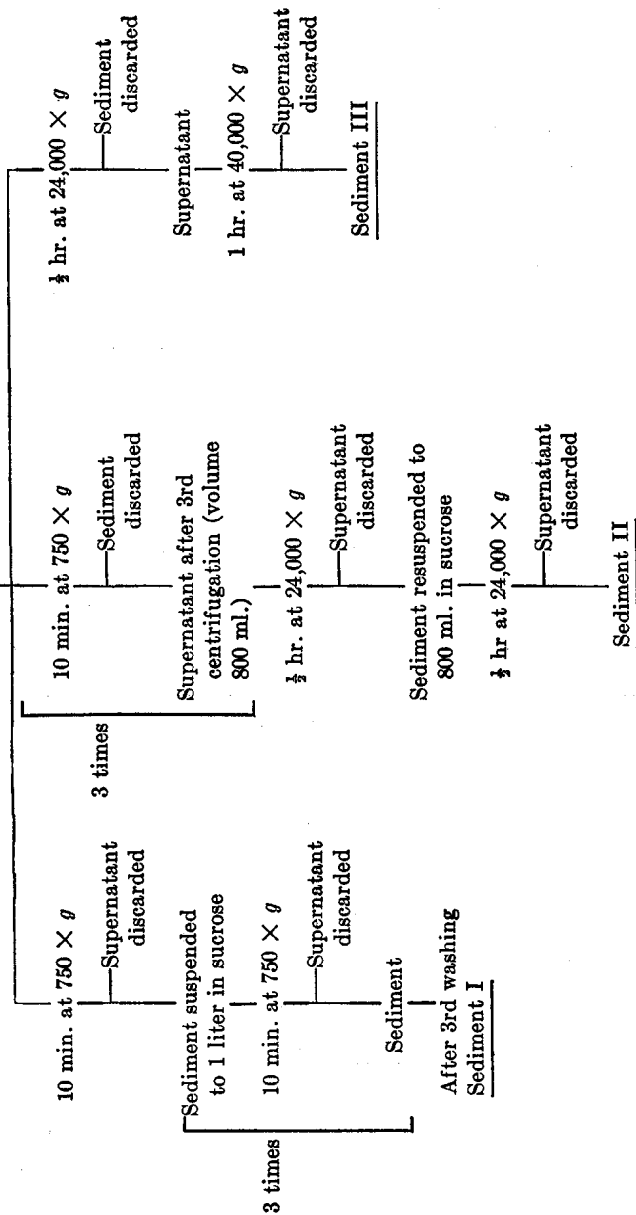 10 min. at 750 × g
Supernatant
discarded
Sediment suspended
to 1 liter in sucrose
10 min. at 750 × g
Supernatant
discarded
Sediment
3 times
After 3rd washing
Sediment I
10 min. at 750 × g
Sediment
discarded
Supernatant after 3rd
centrifugation (volume
800 ml.)
3 times
½ hr. at 24,000 × g
Supernatant
discarded
Sediment resuspended to
800 ml. in sucrose
½ hr at 24,000 × g
Supernatant
discarded
Sediment II
½ hr. at 24,000 × g
Sediment
discarded
Supernatant
1 hr. at 40,000 × g
Supernatant
discarded
Sediment III